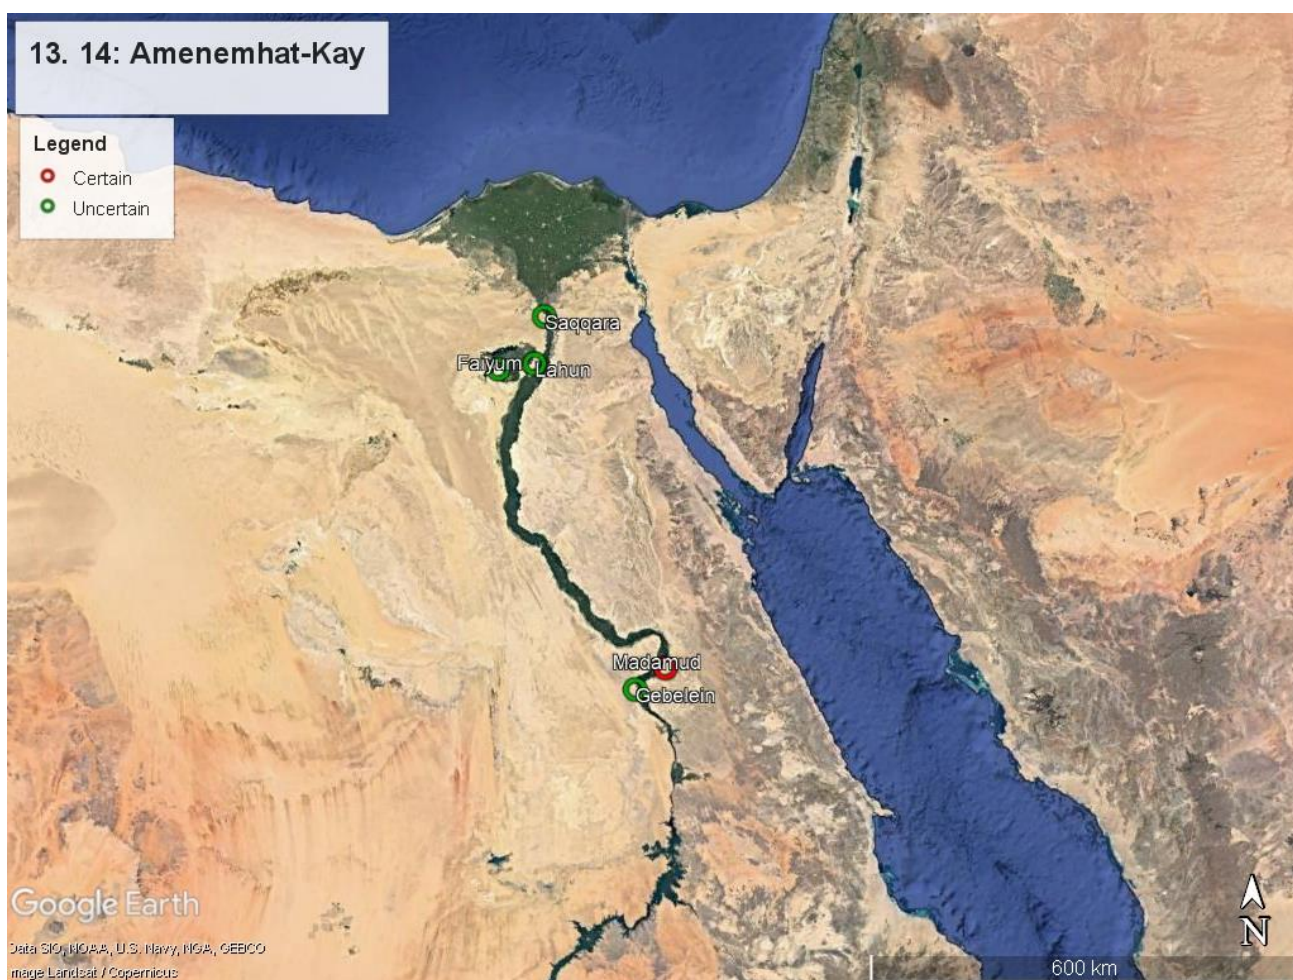 13. 14: Amenemhat-Kay
Legend
Certain
Uncertain
Saqqara
Faiyum
Lahun
Madamud
Gebelein
Google Earth
Data SIO, NOAA, U.S. Navy, NGA, GEBCO
mage Landsat / Copernicus
N
600 km